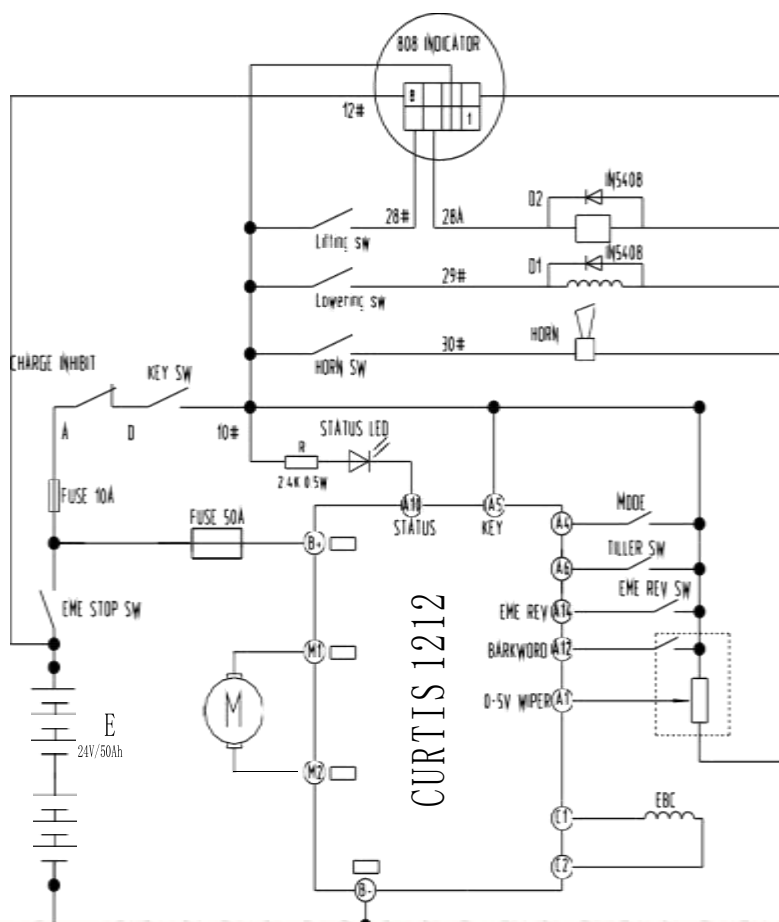 808 INDICATOR
8
1
12#
28#
28A
D2
IN5408
Lifting SW
D1
IN5408
29#
Lowering SW
HORN
30#
HORN SW
CHARGE INHIBIT
KEY SW
A
D
10#
STATUS LED
R
2.4K 0.5W
FUSE 10A
FUSE 50A
A10
A5
STATUS
KEY
B+
A4
MODE
A6
TILLER SW
EME STOP SW
EME REV SW
EME REV
A14
M1
BARKWORD
A12
M
0-5V WIPER
A1
E
24V/50Ah
CURTIS 1212
M2
C1
EBC
C2
B-